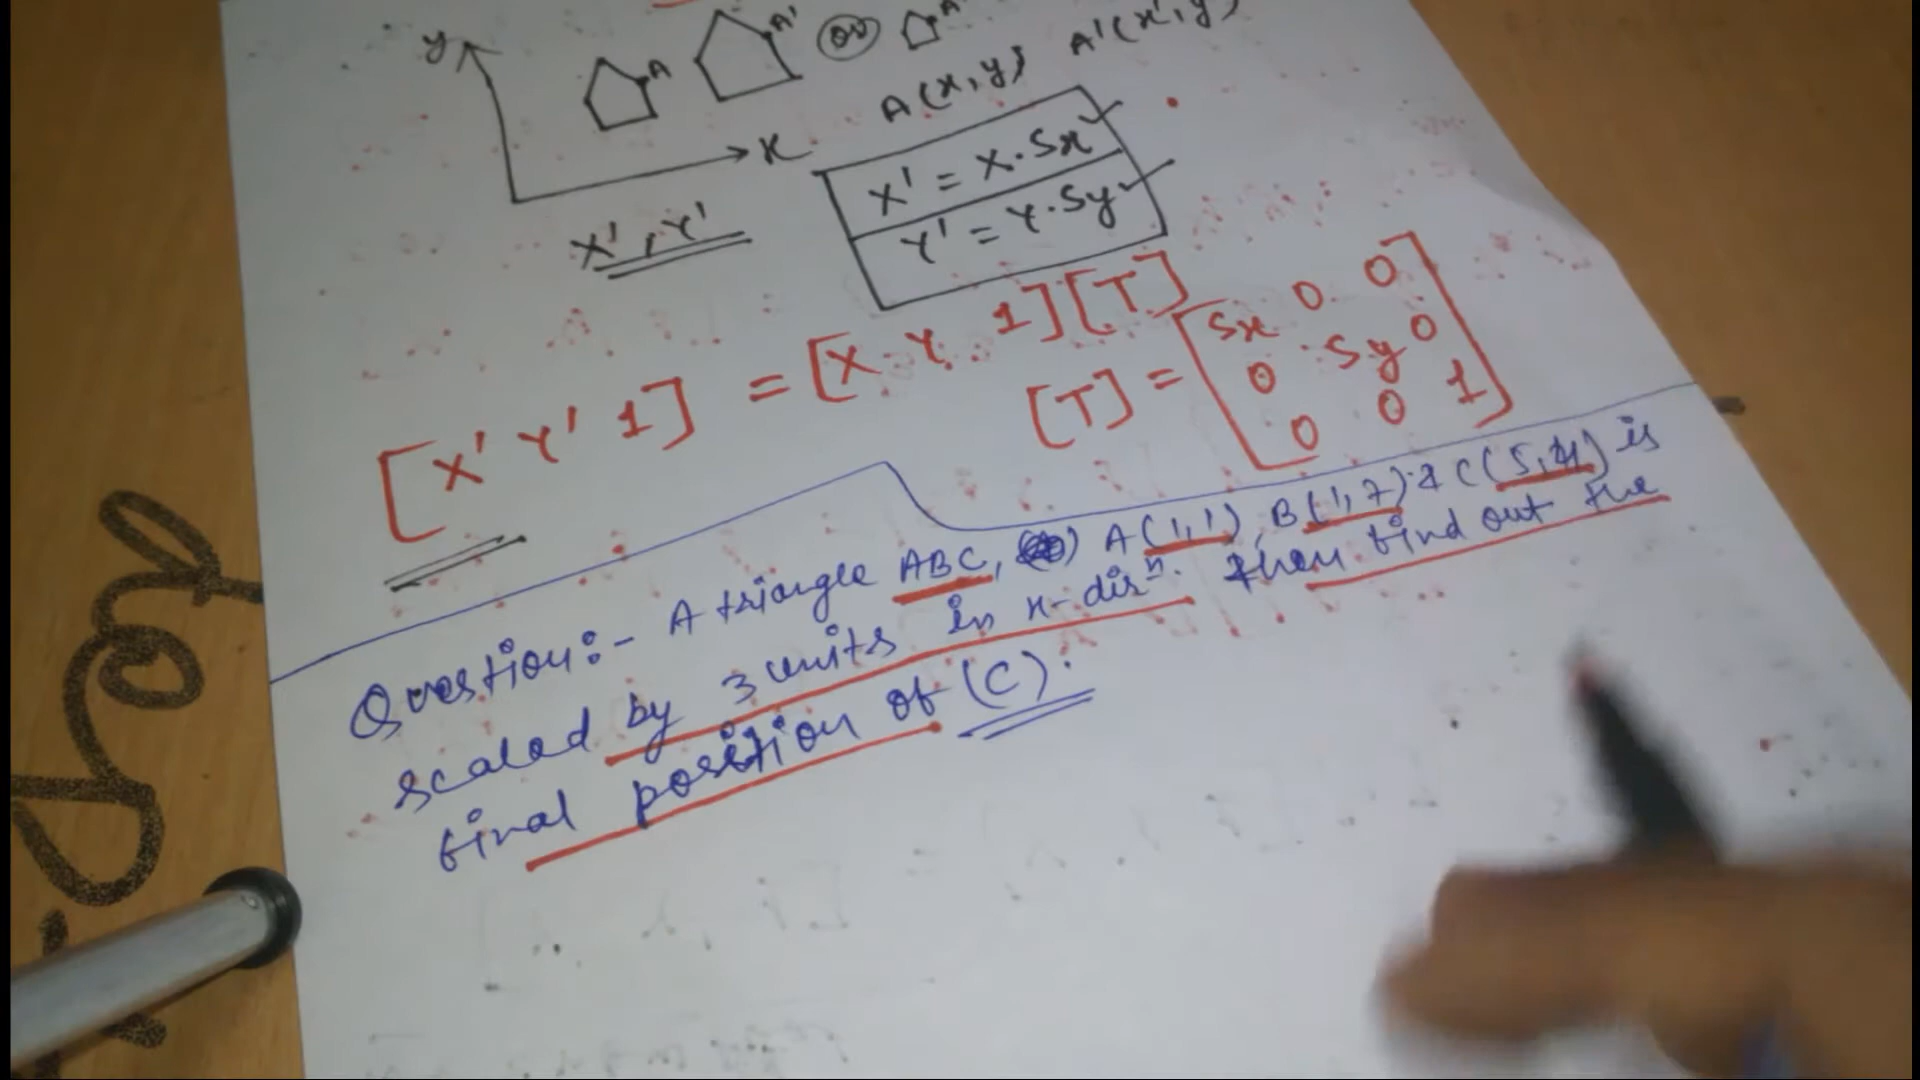 y A A' OR A'
A(x,y) A'(x',y)
x
X' = X·Sx
X', Y'
Y' = Y·Sy
[X' Y' 1] = [X Y 1][T]
[T] = [Sx 0 0
0 Sy 0
0 0 1]
Question:- A triangle ABC, A(1,1), B(1,7) & C(5,4) is
scaled by 3 units in x-dirⁿ. then find out the
final position of (C).